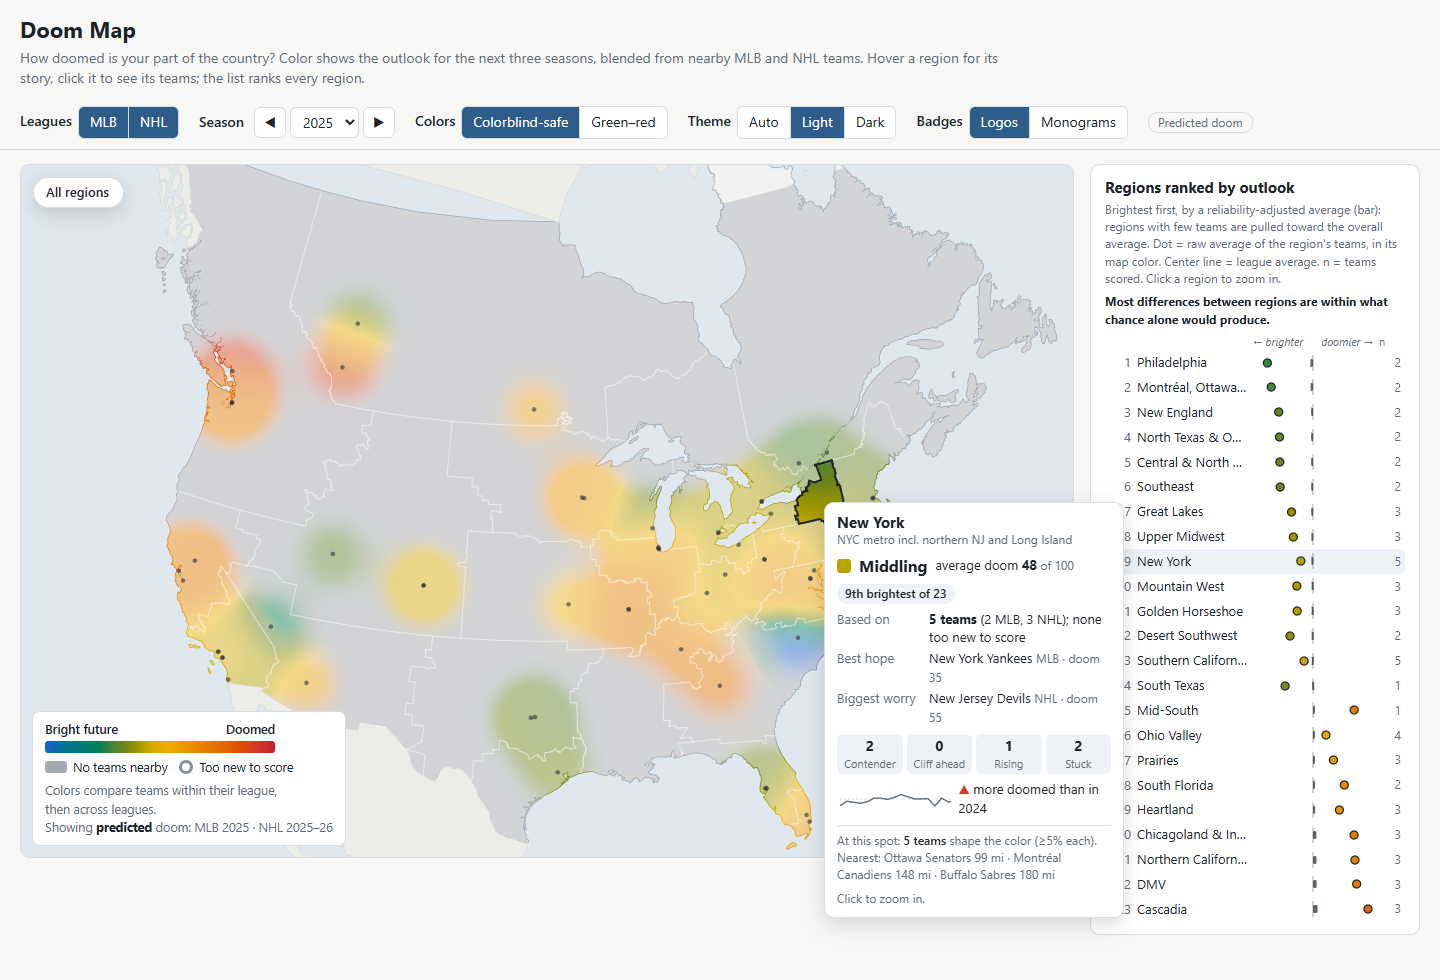 Doom Map
How doomed is your part of the country? Color shows the outlook for the next three seasons, blended from nearby MLB and NHL teams. Hover a region for its
story, click it to see its teams; the list ranks every region.
Leagues MLB NHL Season ◀ 2025 ▶ Colors Colorblind-safe Green–red Theme Auto Light Dark Badges Logos Monograms Predicted doom
All regions
Bright future Doomed
No teams nearby Too new to score
Colors compare teams within their league,
then across leagues.
Showing predicted doom: MLB 2025 · NHL 2025–26
New York
NYC metro incl. northern NJ and Long Island
Middling average doom 48 of 100
9th brightest of 23
Based on 5 teams (2 MLB, 3 NHL); none
too new to score
Best hope New York Yankees MLB · doom
35
Biggest worry New Jersey Devils NHL · doom
55
2 0 1 2
Contender Cliff ahead Rising Stuck
▲ more doomed than in
2024
At this spot: 5 teams shape the color (≥5% each).
Nearest: Ottawa Senators 99 mi · Montréal
Canadiens 148 mi · Buffalo Sabres 180 mi
Click to zoom in.
Regions ranked by outlook
Brightest first, by a reliability-adjusted average (bar):
regions with few teams are pulled toward the overall
average. Dot = raw average of the region's teams, in its
map color. Center line = league average. n = teams
scored. Click a region to zoom in.
Most differences between regions are within what
chance alone would produce.
← brighter doomier → n
1 Philadelphia 2
2 Montréal, Ottawa... 2
3 New England 2
4 North Texas & O... 2
5 Central & North ... 2
6 Southeast 2
7 Great Lakes 3
8 Upper Midwest 3
9 New York 5
0 Mountain West 3
1 Golden Horseshoe 3
2 Desert Southwest 2
3 Southern Californ... 5
4 South Texas 1
5 Mid-South 1
6 Ohio Valley 4
7 Prairies 3
8 South Florida 2
9 Heartland 3
0 Chicagoland & In... 3
1 Northern Californ... 3
2 DMV 3
3 Cascadia 3